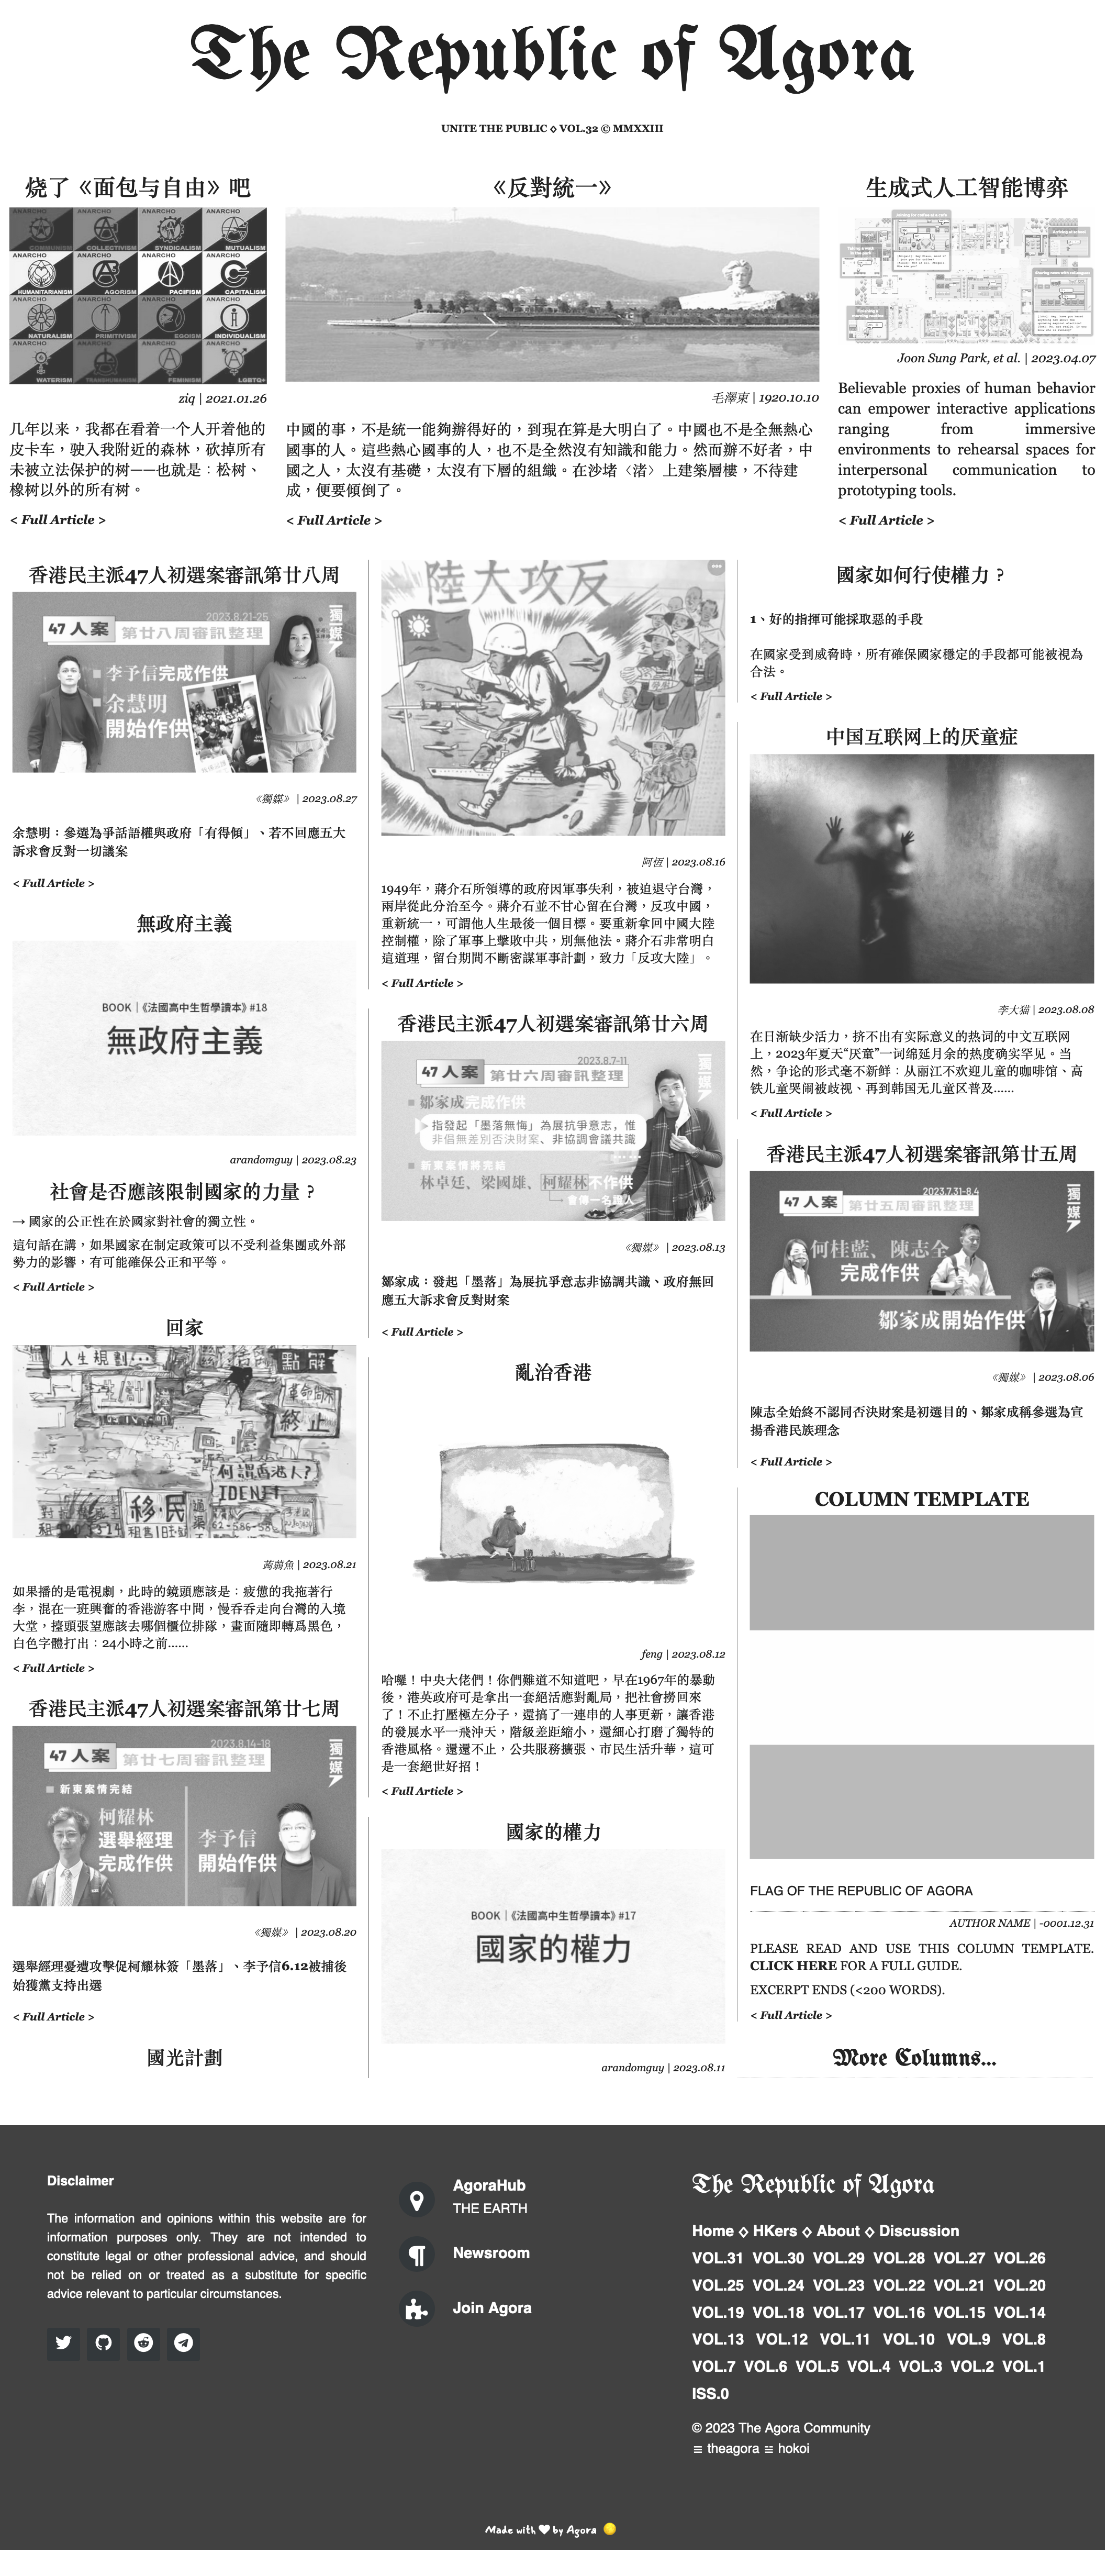 The Republic of Agora
UNITE THE PUBLIC ◊ VOL.32 © MMXXIII
烧了《面包与自由》吧
ANARCHO ANARCHO ANARCHO ANARCHO
COMMUNISM COLLECTIVISM SYNDICALISM MUTUALISM
ANARCHO ANARCHO ANARCHO ANARCHO
HUMANITARIANISM AGORISM PACIFISM CAPITALISM
ANARCHO ANARCHO ANARCHO ANARCHO
NATURALISM PRIMITIVISM EGOISM INDIVIDUALISM
ANARCHO ANARCHO ANARCHO ANARCHO
WATERISM TRANSHUMANISM FEMINISM LGBTQ+
ziq | 2021.01.26
几年以来，我都在看着一个人开着他的
皮卡车，驶入我附近的森林，砍掉所有
未被立法保护的树——也就是：松树、
橡树以外的所有树。
< Full Article >
《反對統一》
毛澤東 | 1920.10.10
中國的事，不是統一能夠辦得好的，到現在算是大明白了。中國也不是全無熱心
國事的人。這些熱心國事的人，也不是全然沒有知識和能力。然而辦不好者，中
國之人，太沒有基礎，太沒有下層的組織。在沙堵〈渚〉上建築層樓，不待建
成，便要傾倒了。
< Full Article >
生成式人工智能博弈
Joon Sung Park, et al. | 2023.04.07
Believable proxies of human behavior
can empower interactive applications
ranging from immersive
environments to rehearsal spaces for
interpersonal communication to
prototyping tools.
< Full Article >
香港民主派47人初選案審訊第廿八周
2023.8.21-25
47 人案 第廿八周審訊整理
獨媒
李予信完成作供
余慧明
開始作供
《獨媒》 | 2023.08.27
余慧明：參選為爭話語權與政府「有得傾」、若不回應五大
訴求會反對一切議案
< Full Article >
無政府主義
BOOK｜《法國高中生哲學讀本》#18
無政府主義
arandomguy | 2023.08.23
社會是否應該限制國家的力量？
→ 國家的公正性在於國家對社會的獨立性。
這句話在講，如果國家在制定政策可以不受利益集團或外部
勢力的影響，有可能確保公正和平等。
< Full Article >
回家
人生規劃
點解
終止
何謂香港人?
IDENTI
移民
蒟蒻魚 | 2023.08.21
如果播的是電視劇，此時的鏡頭應該是：疲憊的我拖著行
李，混在一班興奮的香港游客中間，慢吞吞走向台灣的入境
大堂，擡頭張望應該去哪個櫃位排隊，畫面隨即轉爲黑色，
白色字體打出：24小時之前......
< Full Article >
香港民主派47人初選案審訊第廿七周
2023.8.14-18
47 人案 第廿七周審訊整理
獨媒
新東案情完結
柯耀林
選舉經理
完成作供
李予信
開始作供
《獨媒》 | 2023.08.20
選舉經理憂遭攻擊促柯耀林簽「墨落」、李予信6.12被捕後
始獲黨支持出選
< Full Article >
國光計劃
陸大攻反
阿恆 | 2023.08.16
1949年，蔣介石所領導的政府因軍事失利，被迫退守台灣，
兩岸從此分治至今。蔣介石並不甘心留在台灣，反攻中國，
重新統一，可謂他人生最後一個目標。要重新拿回中國大陸
控制權，除了軍事上擊敗中共，別無他法。蔣介石非常明白
這道理，留台期間不斷密謀軍事計劃，致力「反攻大陸」。
< Full Article >
香港民主派47人初選案審訊第廿六周
2023.8.7-11
47 人案 第廿六周審訊整理
獨媒
鄒家成完成作供
指發起「墨落無悔」為展抗爭意志，惟
非倡無差別否決財案、非協調會議共識
新東案情將完結
林卓廷、梁國雄、柯耀林不作供
會傳一名證人
《獨媒》 | 2023.08.13
鄒家成：發起「墨落」為展抗爭意志非協調共識、政府無回
應五大訴求會反對財案
< Full Article >
亂治香港
feng | 2023.08.12
哈囉！中央大佬們！你們難道不知道吧，早在1967年的暴動
後，港英政府可是拿出一套絕活應對亂局，把社會撈回來
了！不止打壓極左分子，還搞了一連串的人事更新，讓香港
的發展水平一飛沖天，階級差距縮小，還細心打磨了獨特的
香港風格。還還不止，公共服務擴張、市民生活升華，這可
是一套絕世好招！
< Full Article >
國家的權力
BOOK｜《法國高中生哲學讀本》#17
國家的權力
arandomguy | 2023.08.11
國家如何行使權力？
1、好的指揮可能採取惡的手段
在國家受到威脅時，所有確保國家穩定的手段都可能被視為
合法。
< Full Article >
中国互联网上的厌童症
李大猫 | 2023.08.08
在日渐缺少活力，挤不出有实际意义的热词的中文互联网
上，2023年夏天“厌童”一词绵延月余的热度确实罕见。当
然，争论的形式毫不新鲜：从丽江不欢迎儿童的咖啡馆、高
铁儿童哭闹被歧视、再到韩国无儿童区普及......
< Full Article >
香港民主派47人初選案審訊第廿五周
2023.7.31-8.4
47 人案 第廿五周審訊整理
獨媒
何桂藍、陳志全
完成作供
鄒家成開始作供
《獨媒》 | 2023.08.06
陳志全始終不認同否決財案是初選目的、鄒家成稱參選為宣
揚香港民族理念
< Full Article >
COLUMN TEMPLATE
FLAG OF THE REPUBLIC OF AGORA
AUTHOR NAME | -0001.12.31
PLEASE READ AND USE THIS COLUMN TEMPLATE.
CLICK HERE FOR A FULL GUIDE.
EXCERPT ENDS (<200 WORDS).
< Full Article >
More Columns...
Disclaimer
The information and opinions within this website are for
information purposes only. They are not intended to
constitute legal or other professional advice, and should
not be relied on or treated as a substitute for specific
advice relevant to particular circumstances.
AgoraHub
THE EARTH
Newsroom
Join Agora
The Republic of Agora
Home ◊ HKers ◊ About ◊ Discussion
VOL.31 VOL.30 VOL.29 VOL.28 VOL.27 VOL.26
VOL.25 VOL.24 VOL.23 VOL.22 VOL.21 VOL.20
VOL.19 VOL.18 VOL.17 VOL.16 VOL.15 VOL.14
VOL.13 VOL.12 VOL.11 VOL.10 VOL.9 VOL.8
VOL.7 VOL.6 VOL.5 VOL.4 VOL.3 VOL.2 VOL.1
ISS.0
© 2023 The Agora Community
theagora hokoi
Made with ♥ by Agora